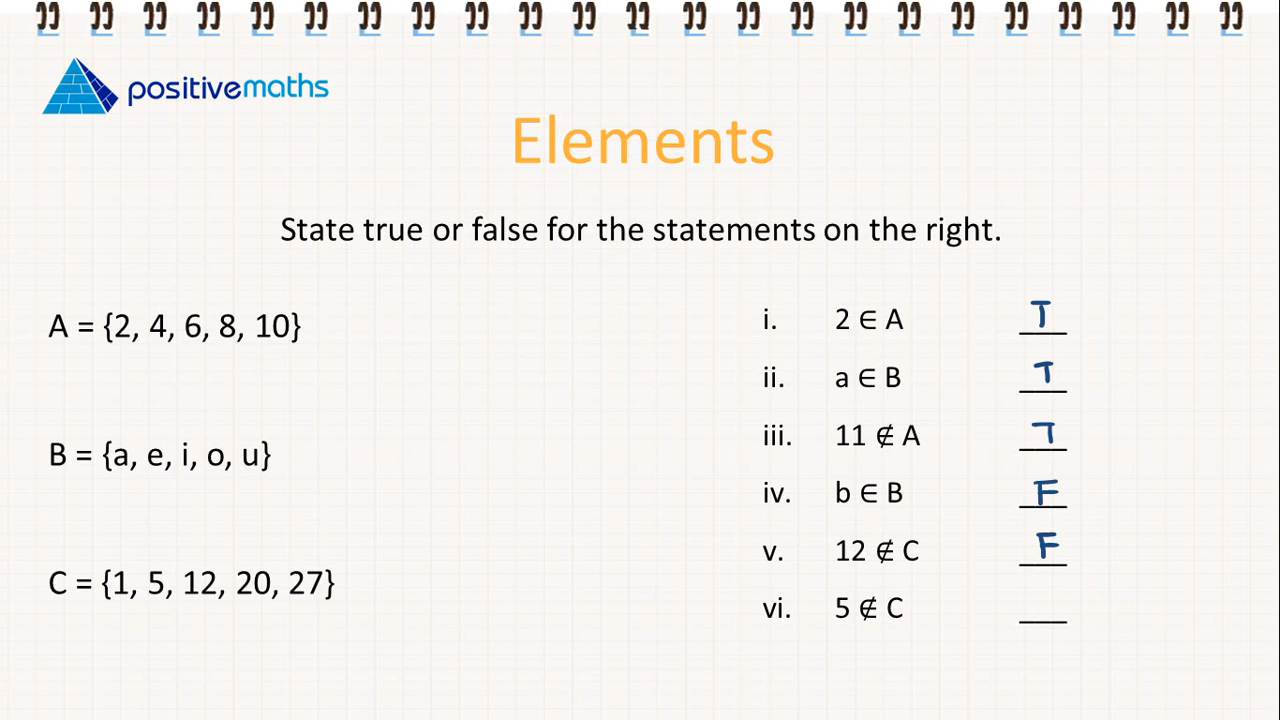 positivemaths
Elements
State true or false for the statements on the right.
A = {2, 4, 6, 8, 10}
B = {a, e, i, o, u}
C = {1, 5, 12, 20, 27}
i. 2 ∈ A T
ii. a ∈ B T
iii. 11 ∉ A T
iv. b ∈ B F
v. 12 ∉ C F
vi. 5 ∉ C ___